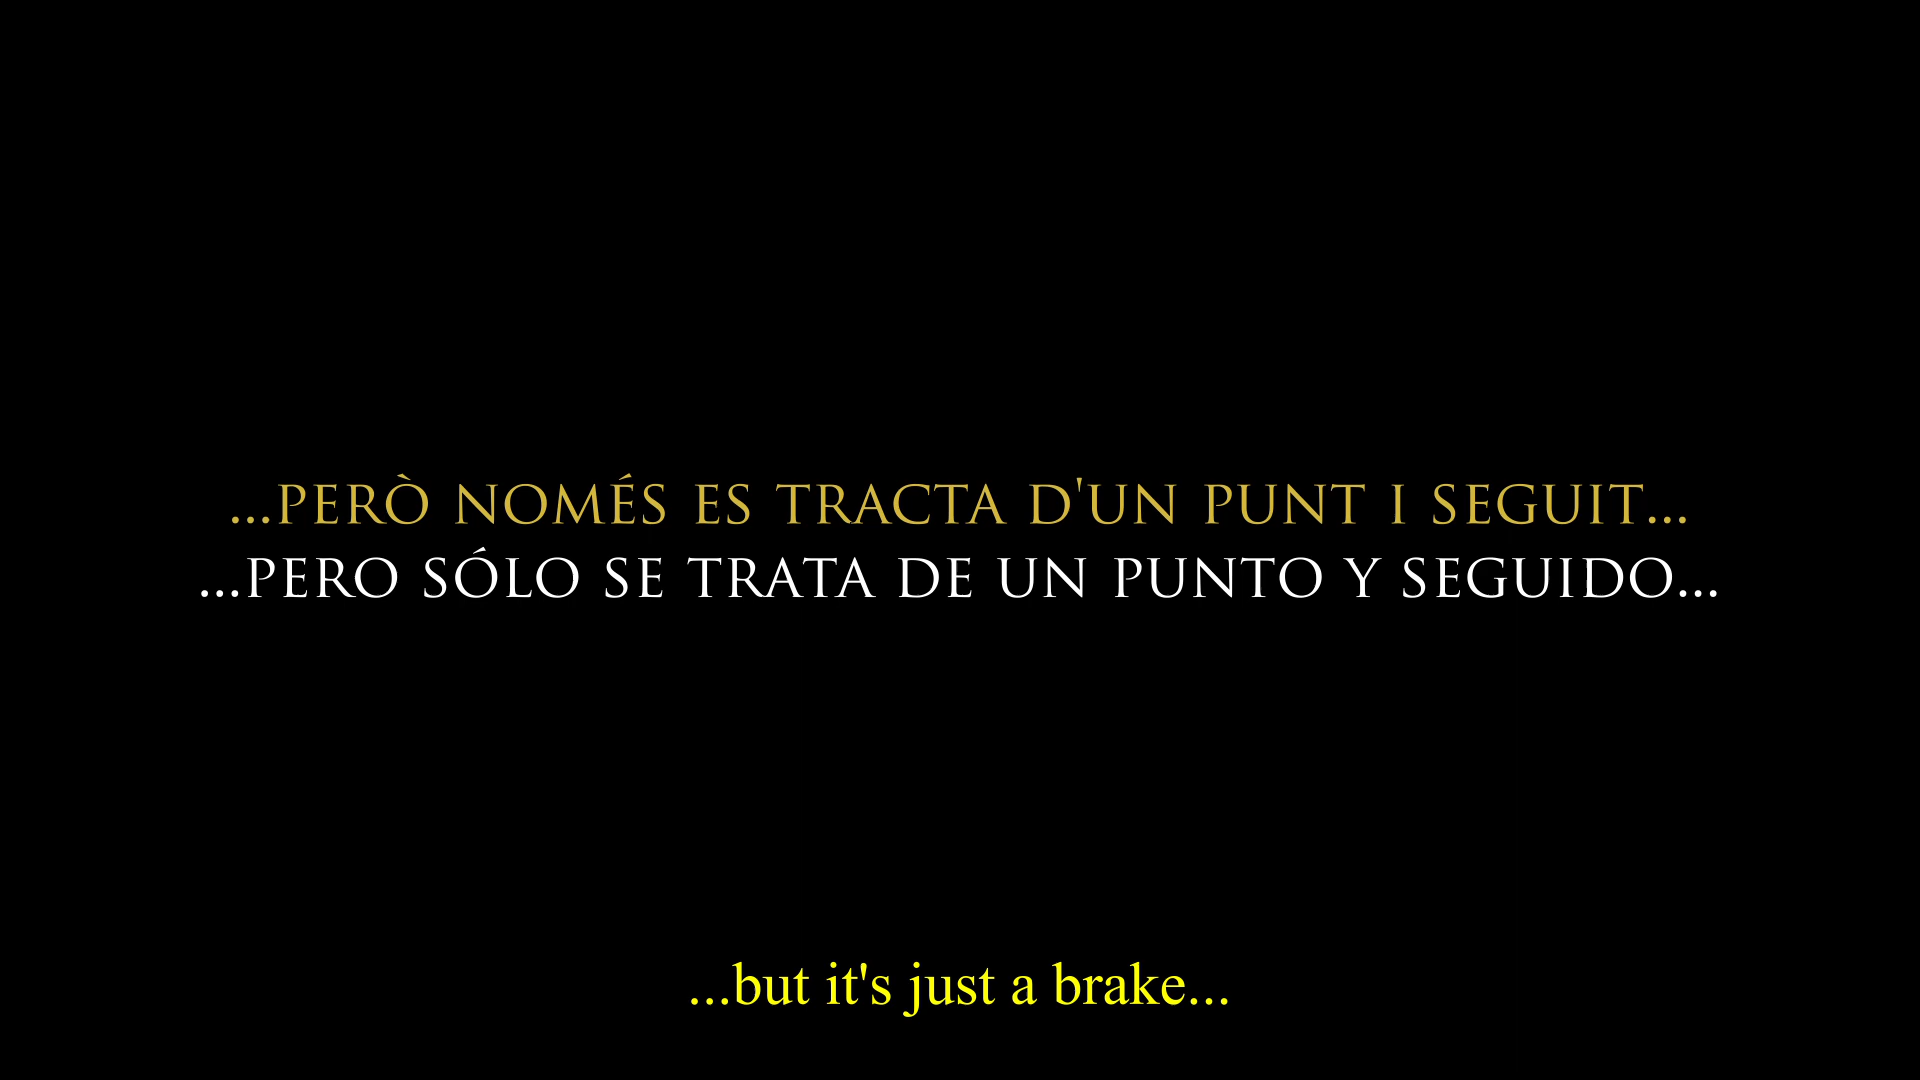 ...PERÒ NOMÉS ES TRACTA D'UN PUNT I SEGUIT...
...PERO SÓLO SE TRATA DE UN PUNTO Y SEGUIDO...
...but it's just a brake...